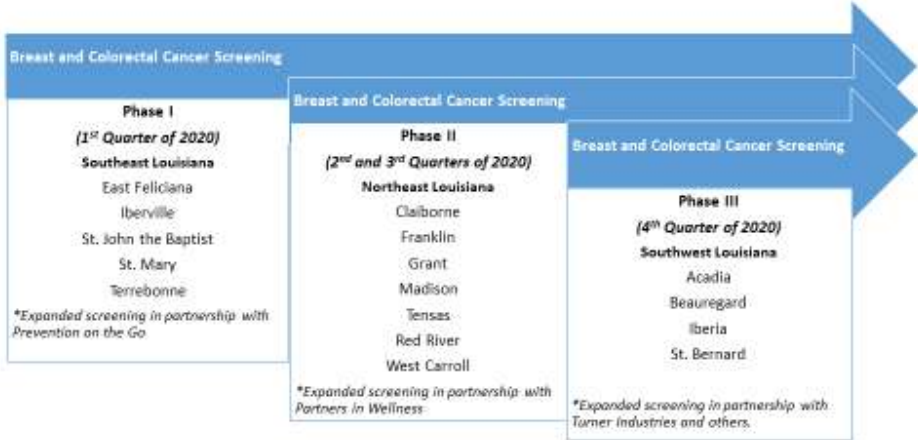 Breast and Colorectal Cancer Screening
Phase I
(1st Quarter of 2020)
Southeast Louisiana
East Feliciana
Iberville
St. John the Baptist
St. Mary
Terrebonne
*Expanded screening in partnership with
Prevention on the Go
Breast and Colorectal Cancer Screening
Phase II
(2nd and 3rd Quarters of 2020)
Northeast Louisiana
Claiborne
Franklin
Grant
Madison
Tensas
Red River
West Carroll
*Expanded screening in partnership with
Partners in Wellness
Breast and Colorectal Cancer Screening
Phase III
(4th Quarter of 2020)
Southwest Louisiana
Acadia
Beauregard
Iberia
St. Bernard
*Expanded screening in partnership with
Turner Industries and others.